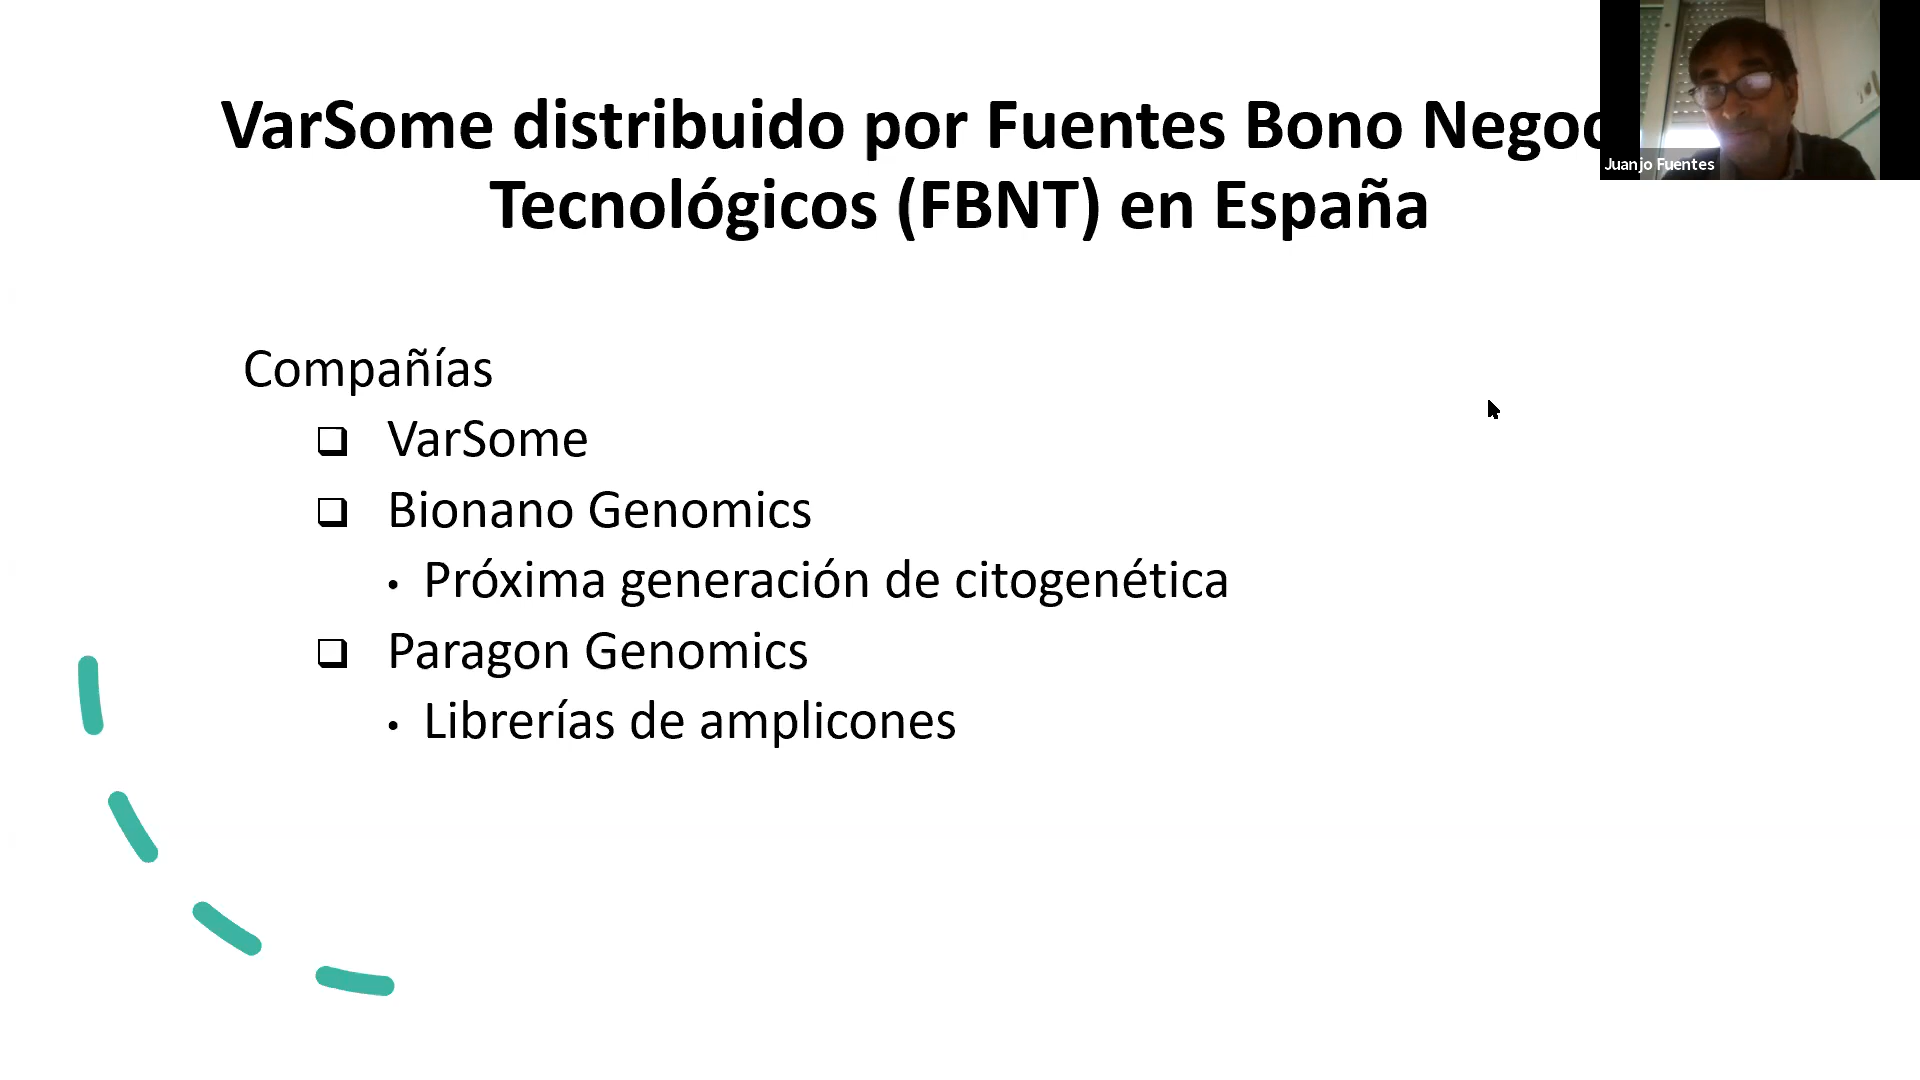 VarSome distribuido por Fuentes Bono Negoc
Tecnológicos (FBNT) en España
Juanjo Fuentes
Compañías
VarSome
Bionano Genomics
• Próxima generación de citogenética
Paragon Genomics
• Librerías de amplicones